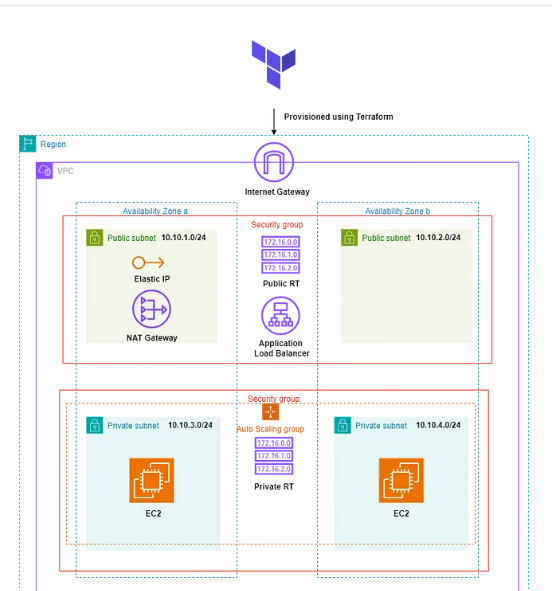 Provisioned using Terraform
Region
VPC
Internet Gateway
Availability Zone a
Availability Zone b
Security group
Public subnet 10.10.1.0/24
Public subnet 10.10.2.0/24
172.16.0.0
172.16.1.0
172.16.2.0
Elastic IP
Public RT
NAT Gateway
Application
Load Balancer
Security group
Auto Scaling group
Private subnet 10.10.3.0/24
Private subnet 10.10.4.0/24
172.16.0.0
172.16.1.0
172.16.2.0
Private RT
EC2
EC2